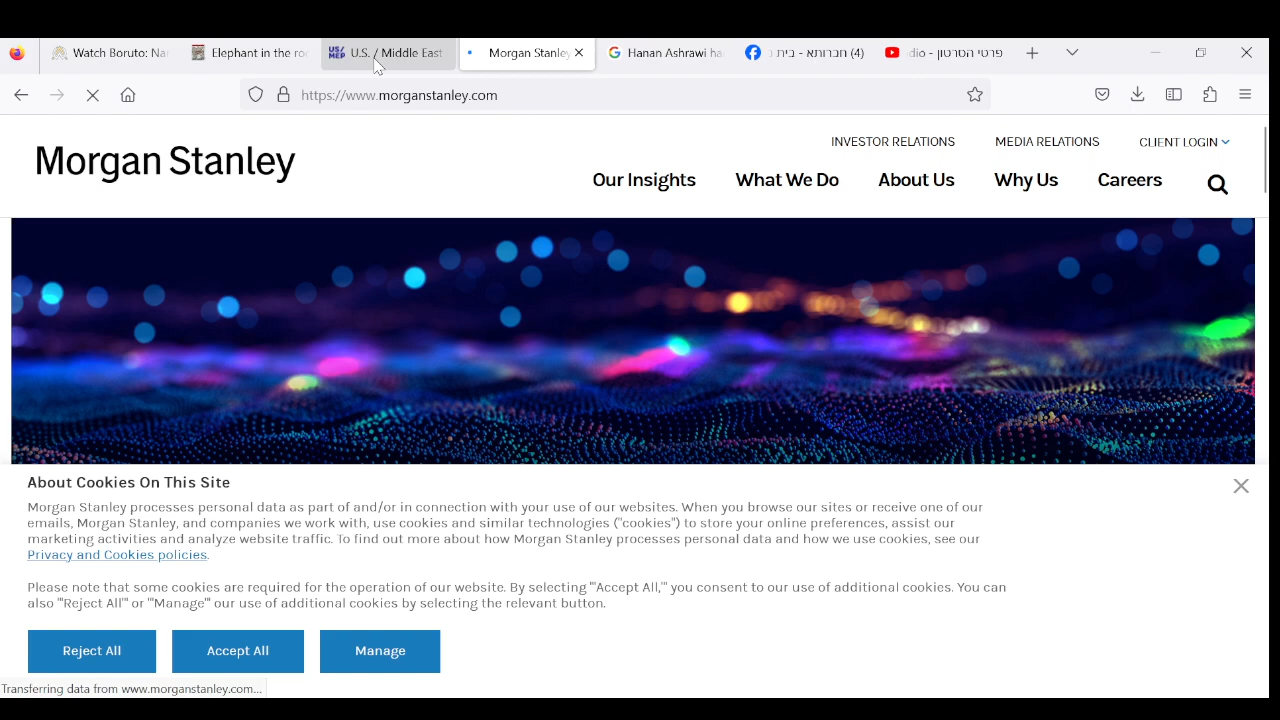 Watch Boruto: Na
Elephant in the ro
US/
MEP
U.S. / Middle East
Morgan Stanley
Hanan Ashrawi ha
(4) חברותא - בית
פרטי הסרטון - dio
https://www.morganstanley.com
Morgan Stanley
INVESTOR RELATIONS
MEDIA RELATIONS
CLIENT LOGIN
Our Insights
What We Do
About Us
Why Us
Careers
About Cookies On This Site
Morgan Stanley processes personal data as part of and/or in connection with your use of our websites. When you browse our sites or receive one of our
emails, Morgan Stanley, and companies we work with, use cookies and similar technologies ("cookies") to store your online preferences, assist our
marketing activities and analyze website traffic. To find out more about how Morgan Stanley processes personal data and how we use cookies, see our
Privacy and Cookies policies.
Please note that some cookies are required for the operation of our website. By selecting '"Accept All,'" you consent to our use of additional cookies. You can
also '"Reject All'" or '"Manage'" our use of additional cookies by selecting the relevant button.
Reject All
Accept All
Manage
Transferring data from www.morganstanley.com...